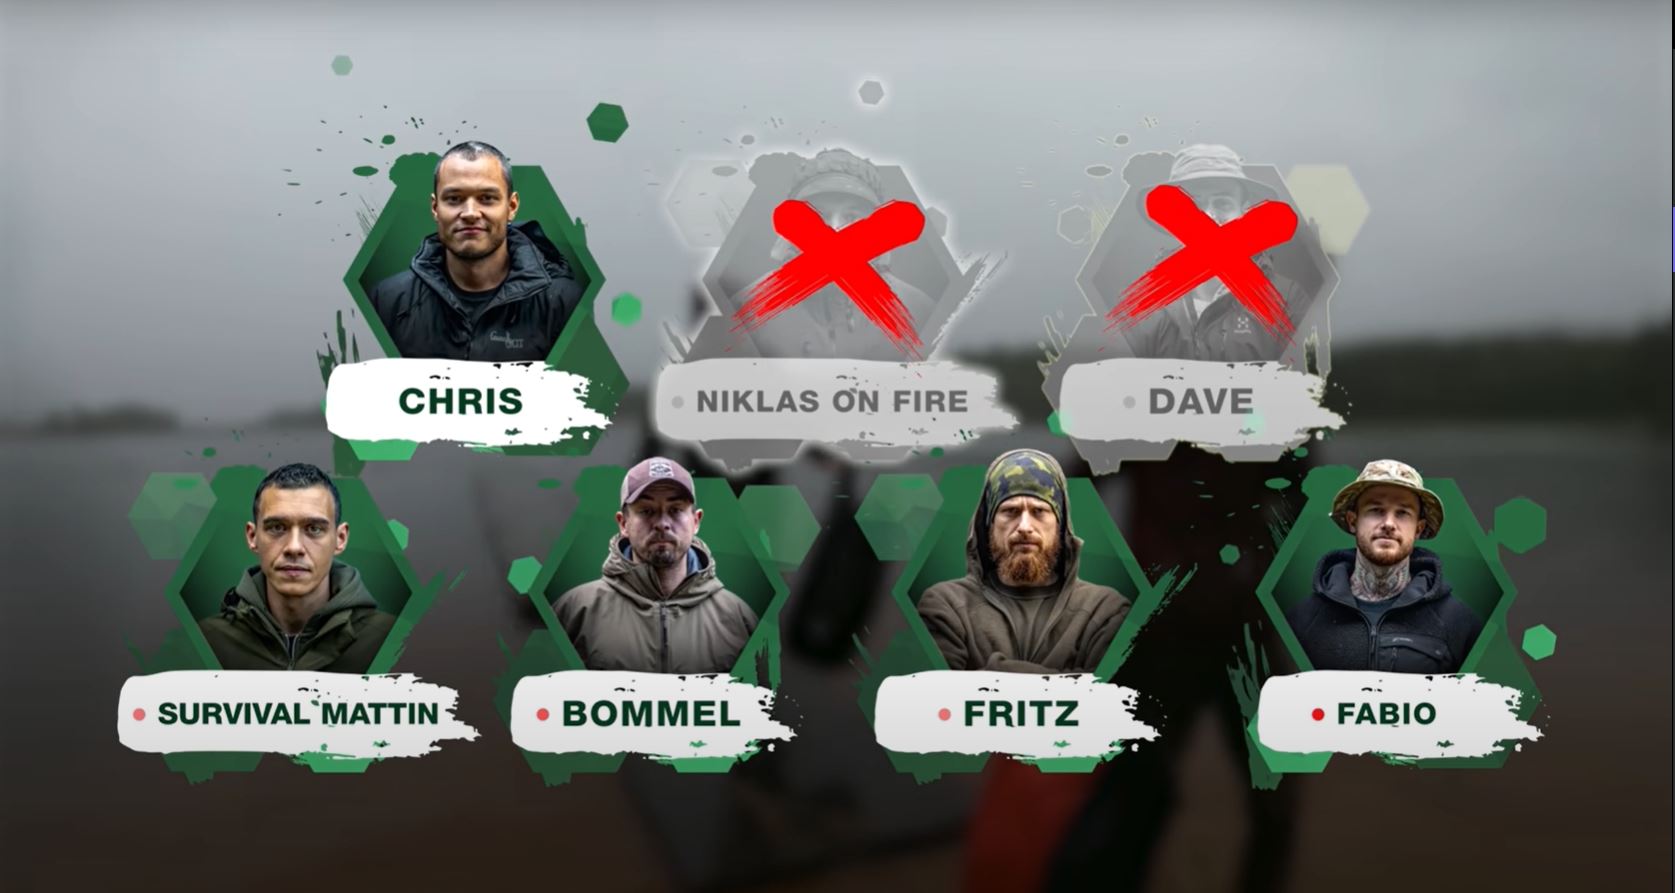 CHRIS
NIKLAS ON FIRE
DAVE
SURVIVAL MATTIN
BOMMEL
FRITZ
FABIO